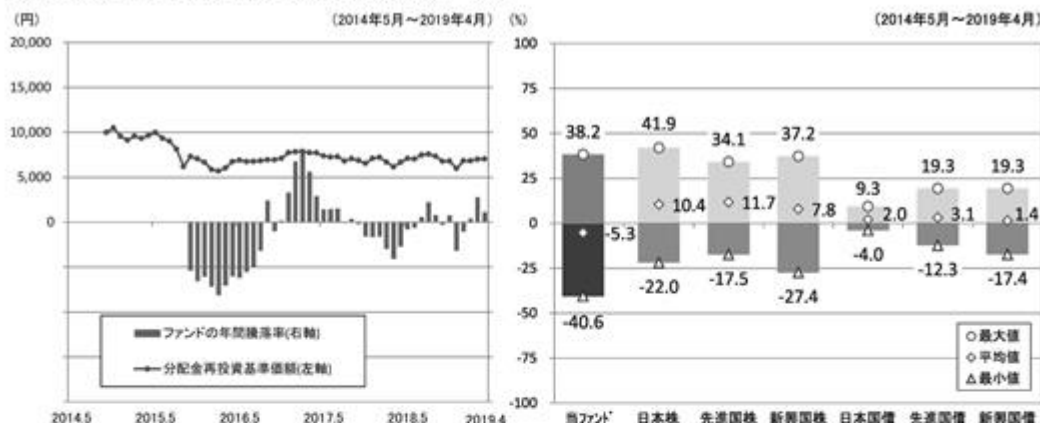 (円)
(2014年5月～2019年4月)
20,000
15,000
10,000
5,000
0
ファンドの年間騰落率(右軸)
分配金再投資基準価額(左軸)
2014.5 2015.5 2016.5 2017.5 2018.5 2019.4
(%)
(2014年5月～2019年4月)
100
75
50
25
0
-25
-50
-75
-100
38.2 41.9 34.1 37.2 9.3 19.3 19.3
-5.3 10.4 11.7 7.8 2.0 3.1 1.4
-40.6 -22.0 -17.5 -27.4 -4.0 -12.3 -17.4
最大値
平均値
最小値
当ファンド 日本株 先進国株 新興国株 日本国債 先進国債 新興国債